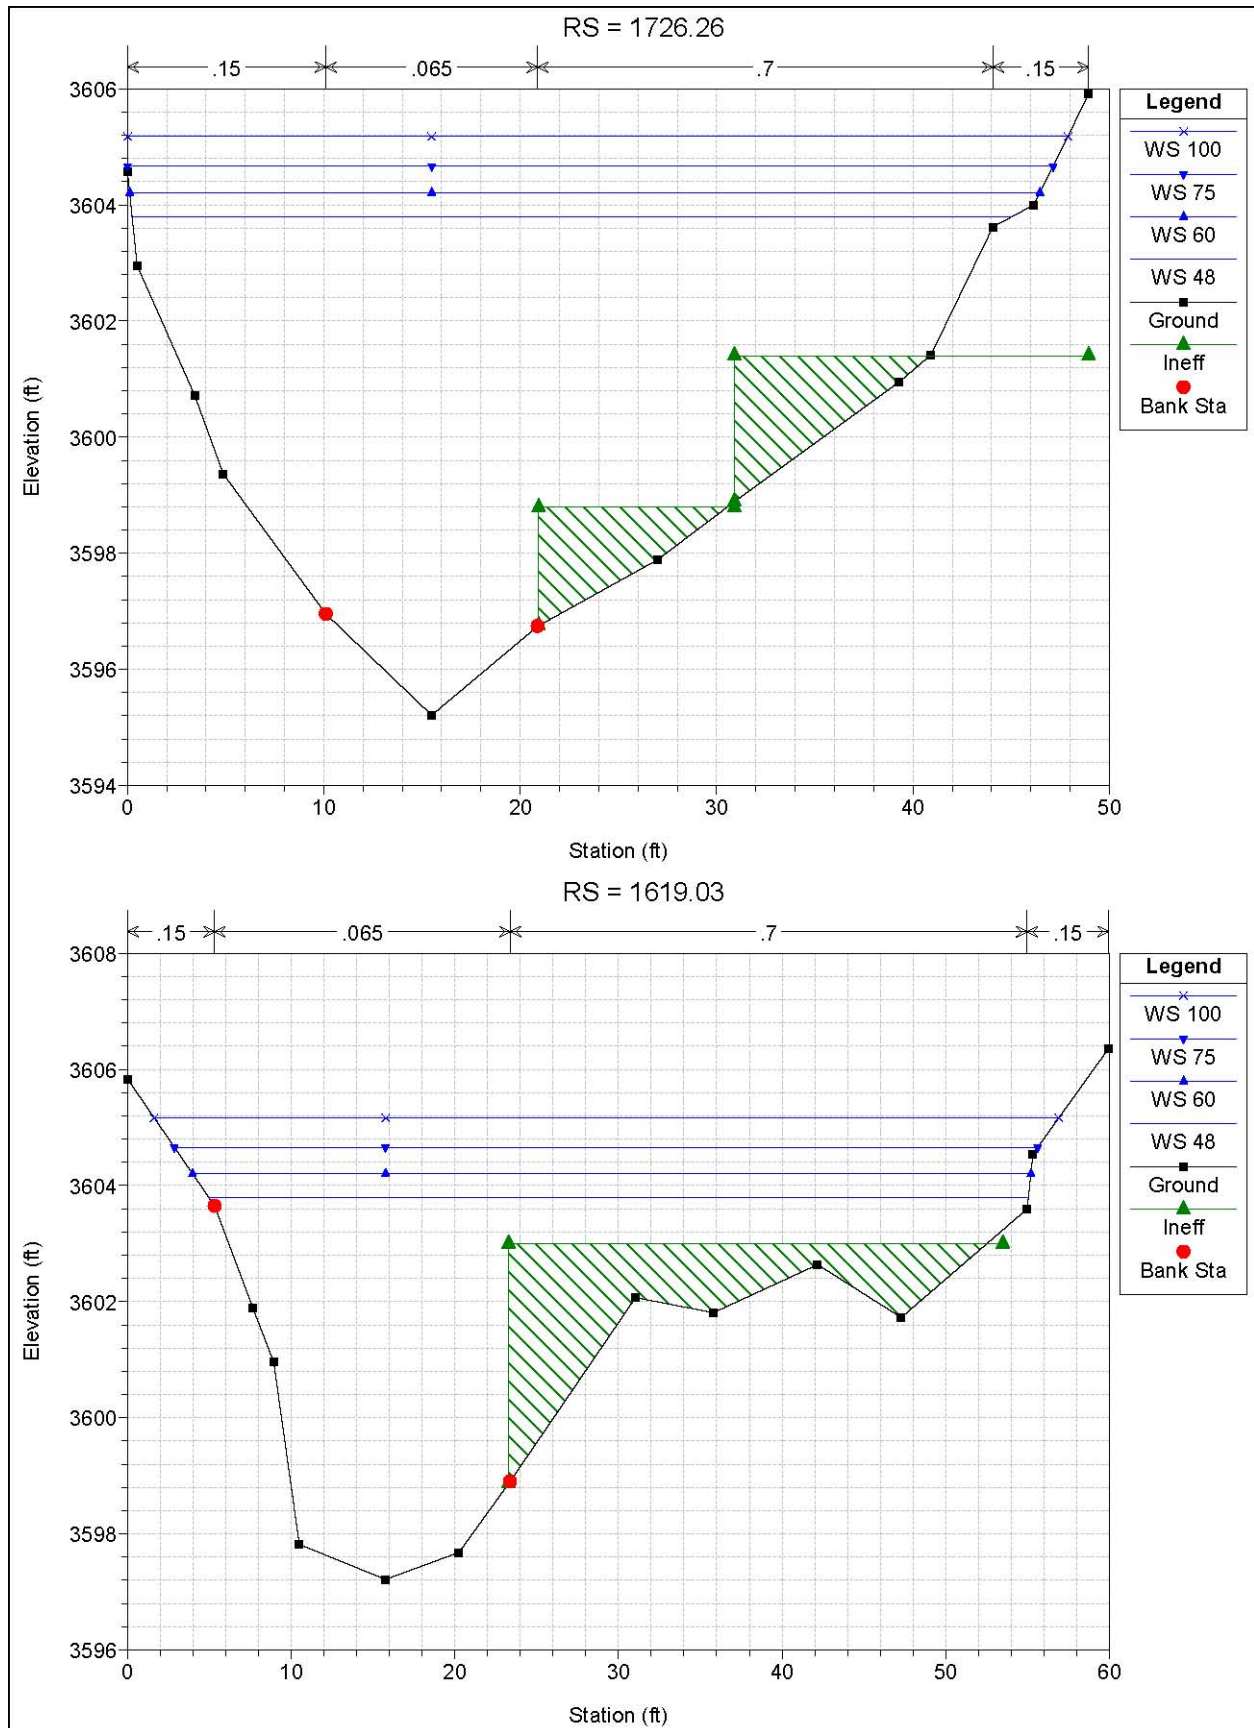 RS = 1726.26
.15 .065 .7 .15
3606
3604
3602
3600
3598
3596
3594
Elevation (ft)
0 10 20 30 40 50
Station (ft)
Legend
WS 100
WS 75
WS 60
WS 48
Ground
Ineff
Bank Sta
RS = 1619.03
.15 .065 .7 .15
3608
3606
3604
3602
3600
3598
3596
Elevation (ft)
0 10 20 30 40 50 60
Station (ft)
Legend
WS 100
WS 75
WS 60
WS 48
Ground
Ineff
Bank Sta